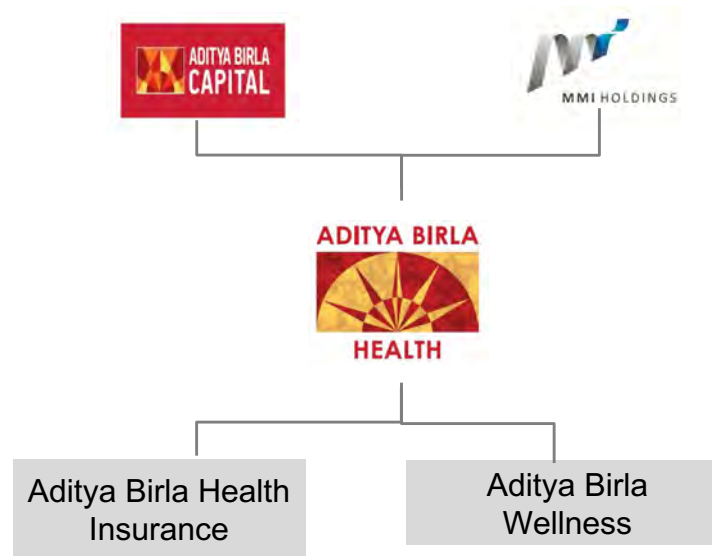 ADITYA BIRLA
CAPITAL
MMI HOLDINGS
ADITYA BIRLA
HEALTH
Aditya Birla Health
Insurance
Aditya Birla
Wellness